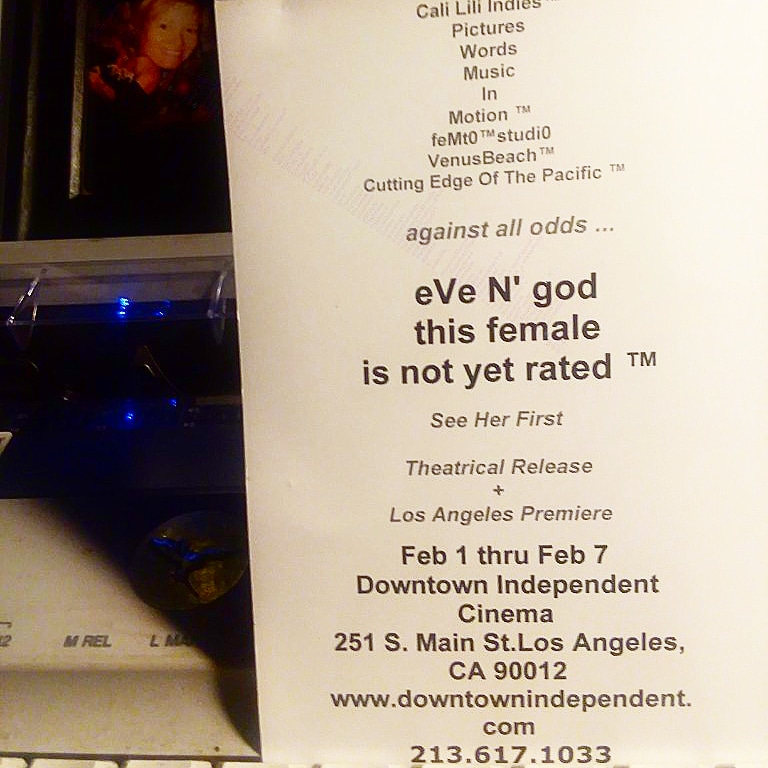 Cali Lili Indies™
Pictures
Words
Music
In
Motion ™
feMt0™studi0
VenusBeach™
Cutting Edge Of The Pacific ™
against all odds ...
eVe N' god
this female
is not yet rated ™
See Her First
Theatrical Release
+
Los Angeles Premiere
Feb 1 thru Feb 7
Downtown Independent
Cinema
251 S. Main St.Los Angeles,
CA 90012
www.downtownindependent.
com
213.617.1033
M REL L